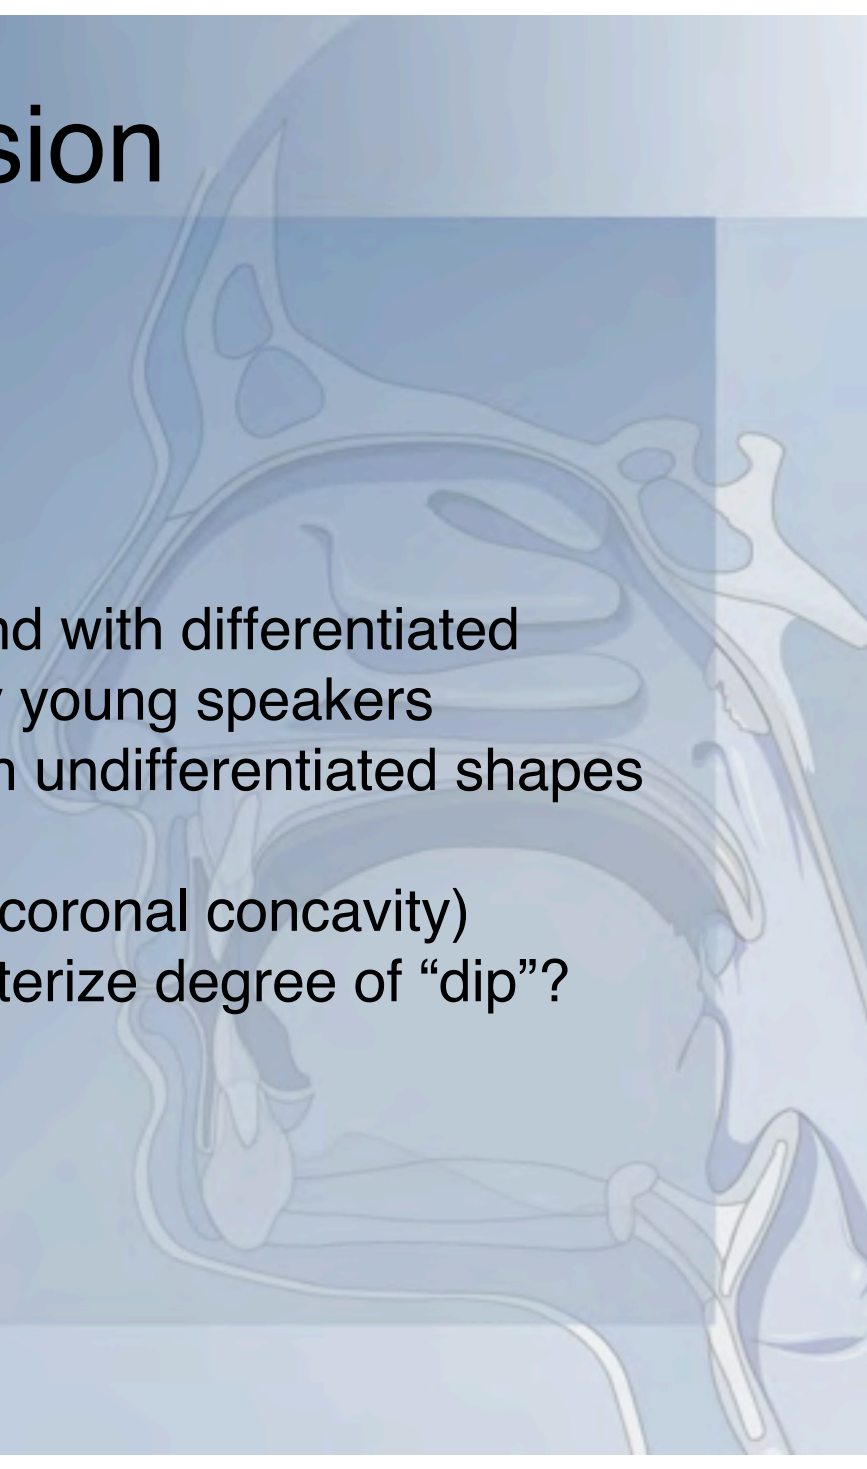 sion
nd with differentiated
y young speakers
n undifferentiated shapes
coronal concavity)
terize degree of “dip”?